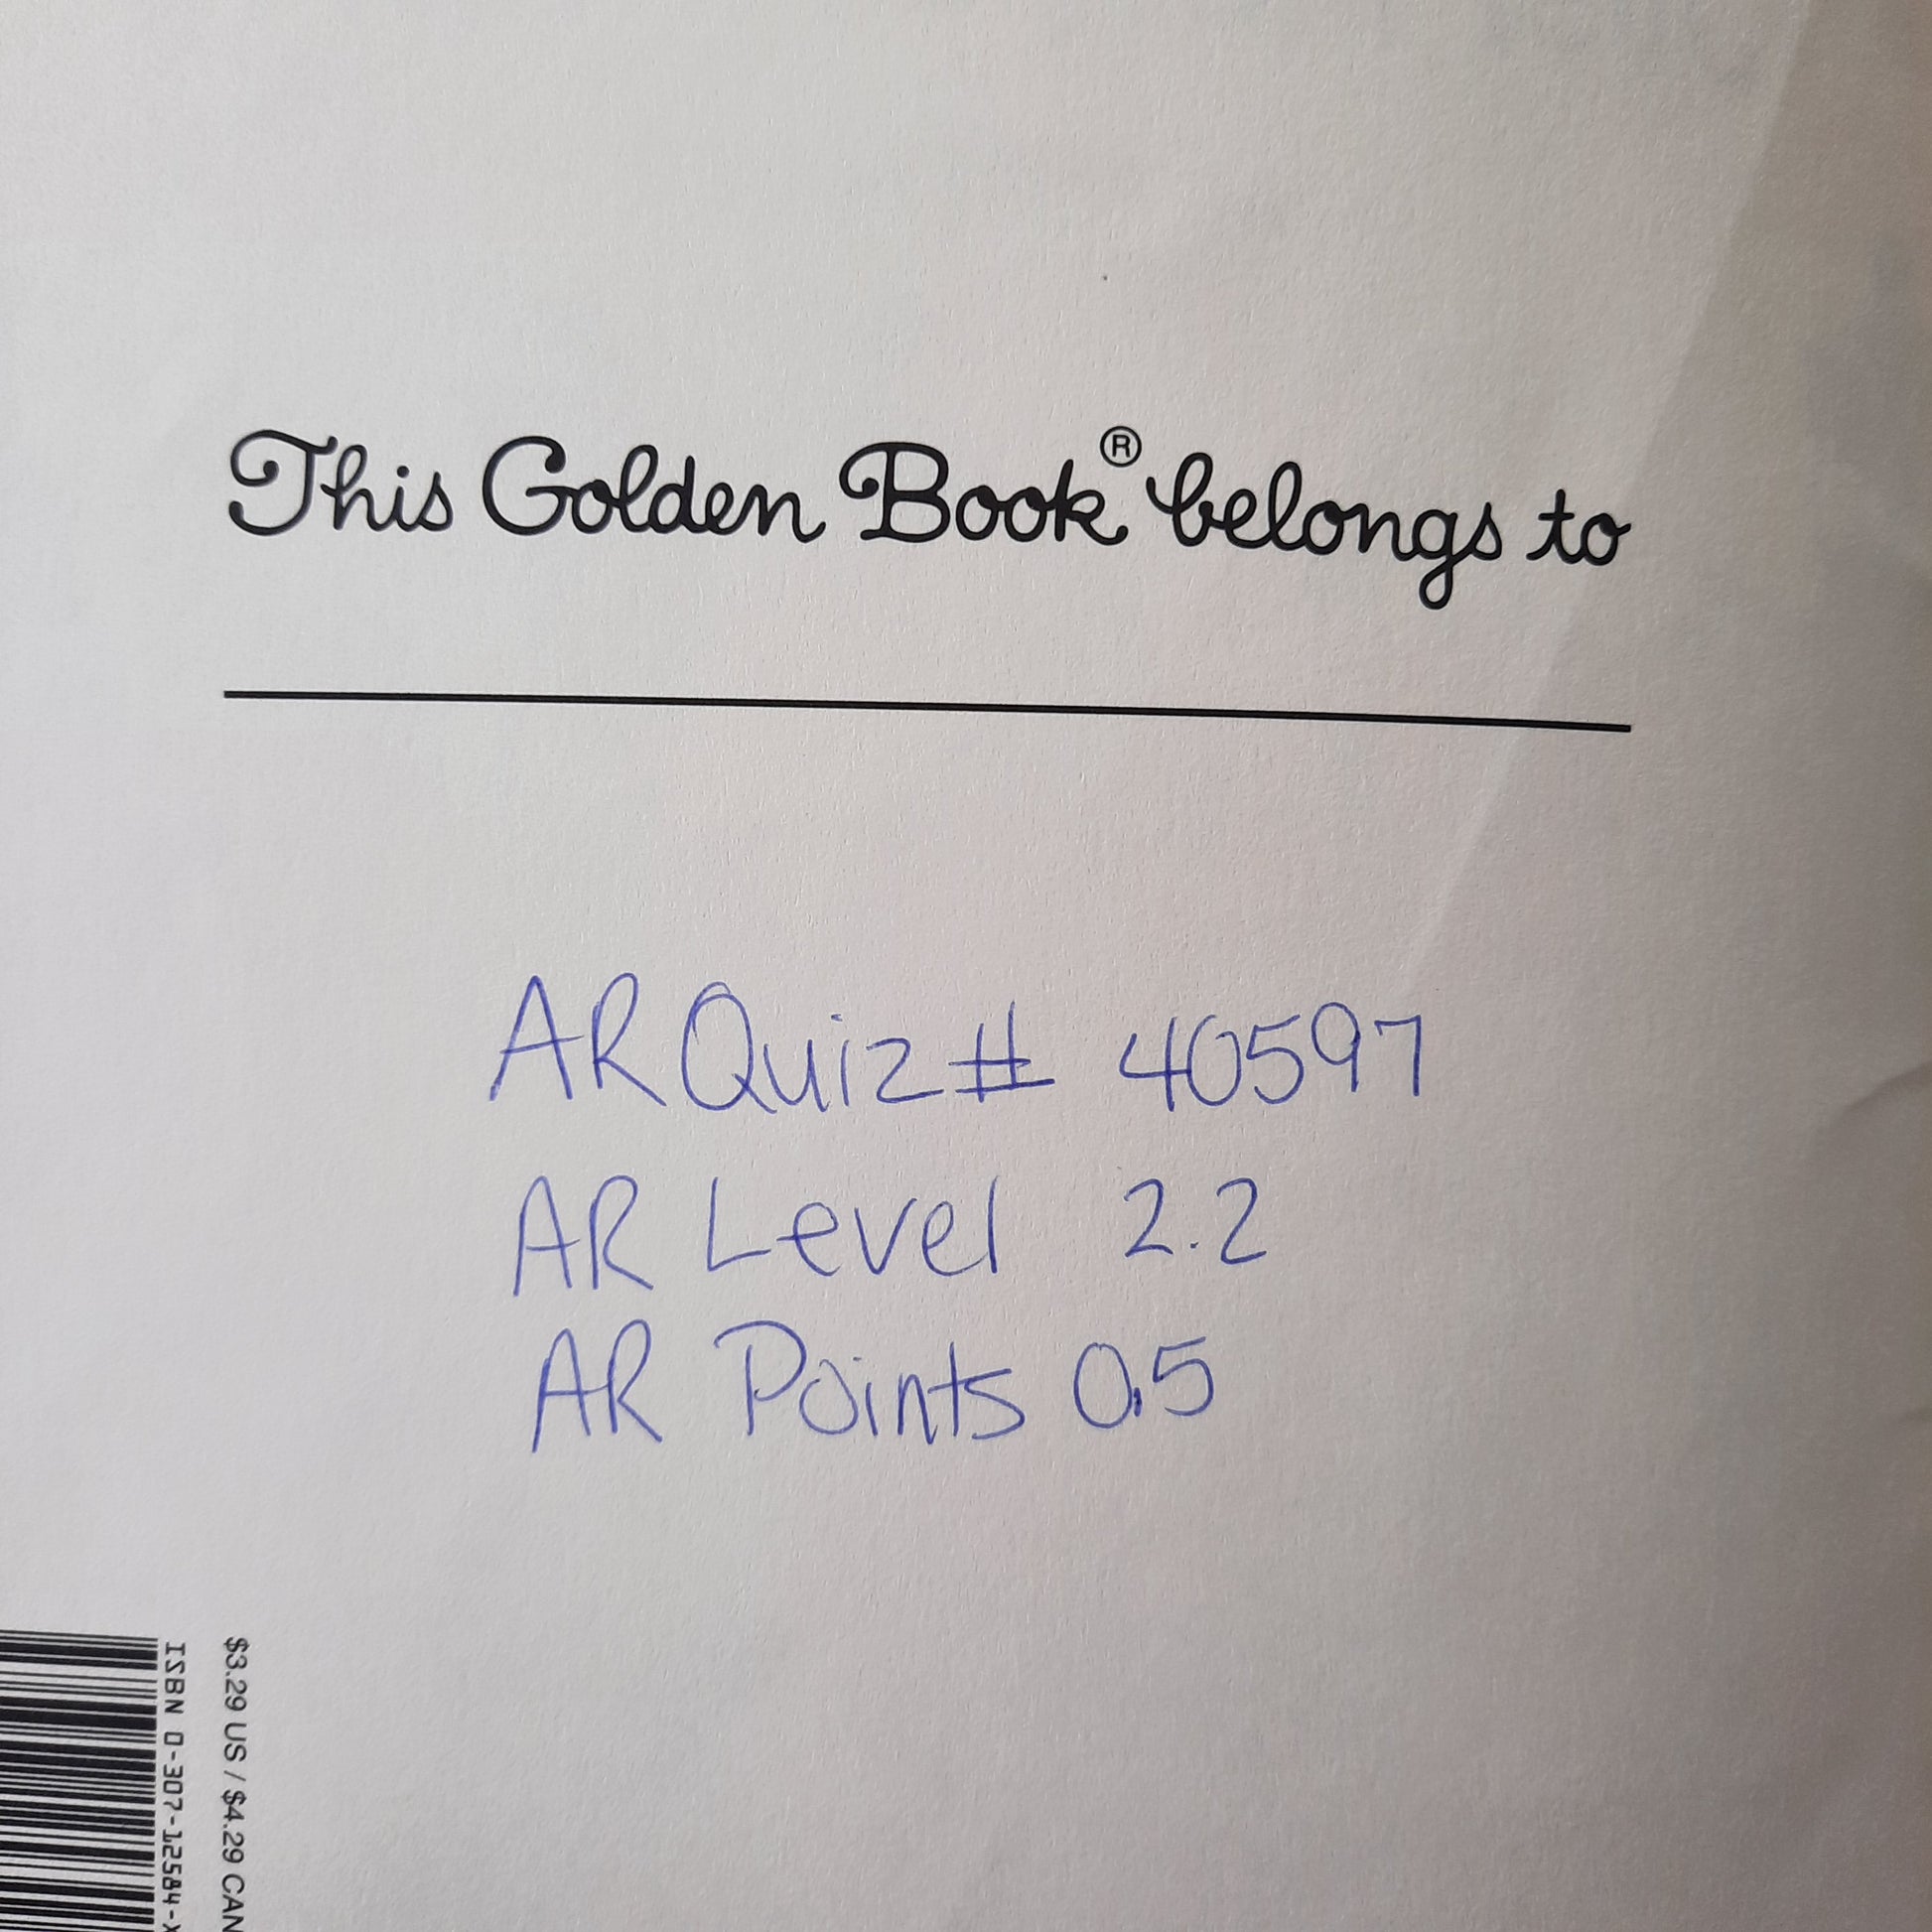 This Golden Book® belongs to
AR Quiz # 40597
AR Level 2.2
AR Points 0.5
$3.29 US / $4.29 CAN
ISBN 0-307-12584-X